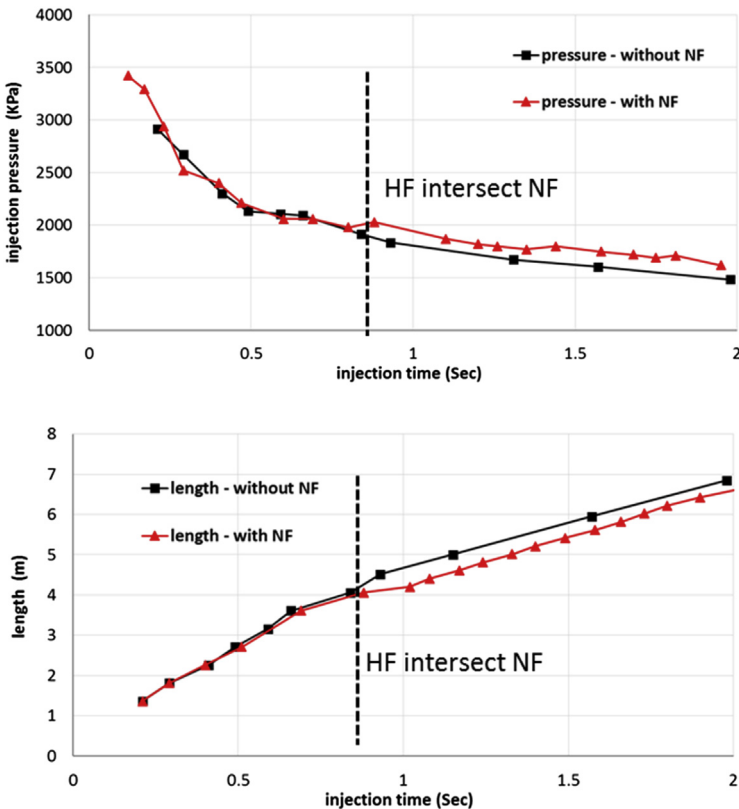 4000
3500
3000
2500
2000
1500
1000
injection pressure (KPa)
pressure - without NF
pressure - with NF
HF intersect NF
0
0.5
1
1.5
2
injection time (Sec)
8
7
6
5
4
3
2
1
0
length (m)
length - without NF
length - with NF
HF intersect NF
0
0.5
1
1.5
2
injection time (Sec)